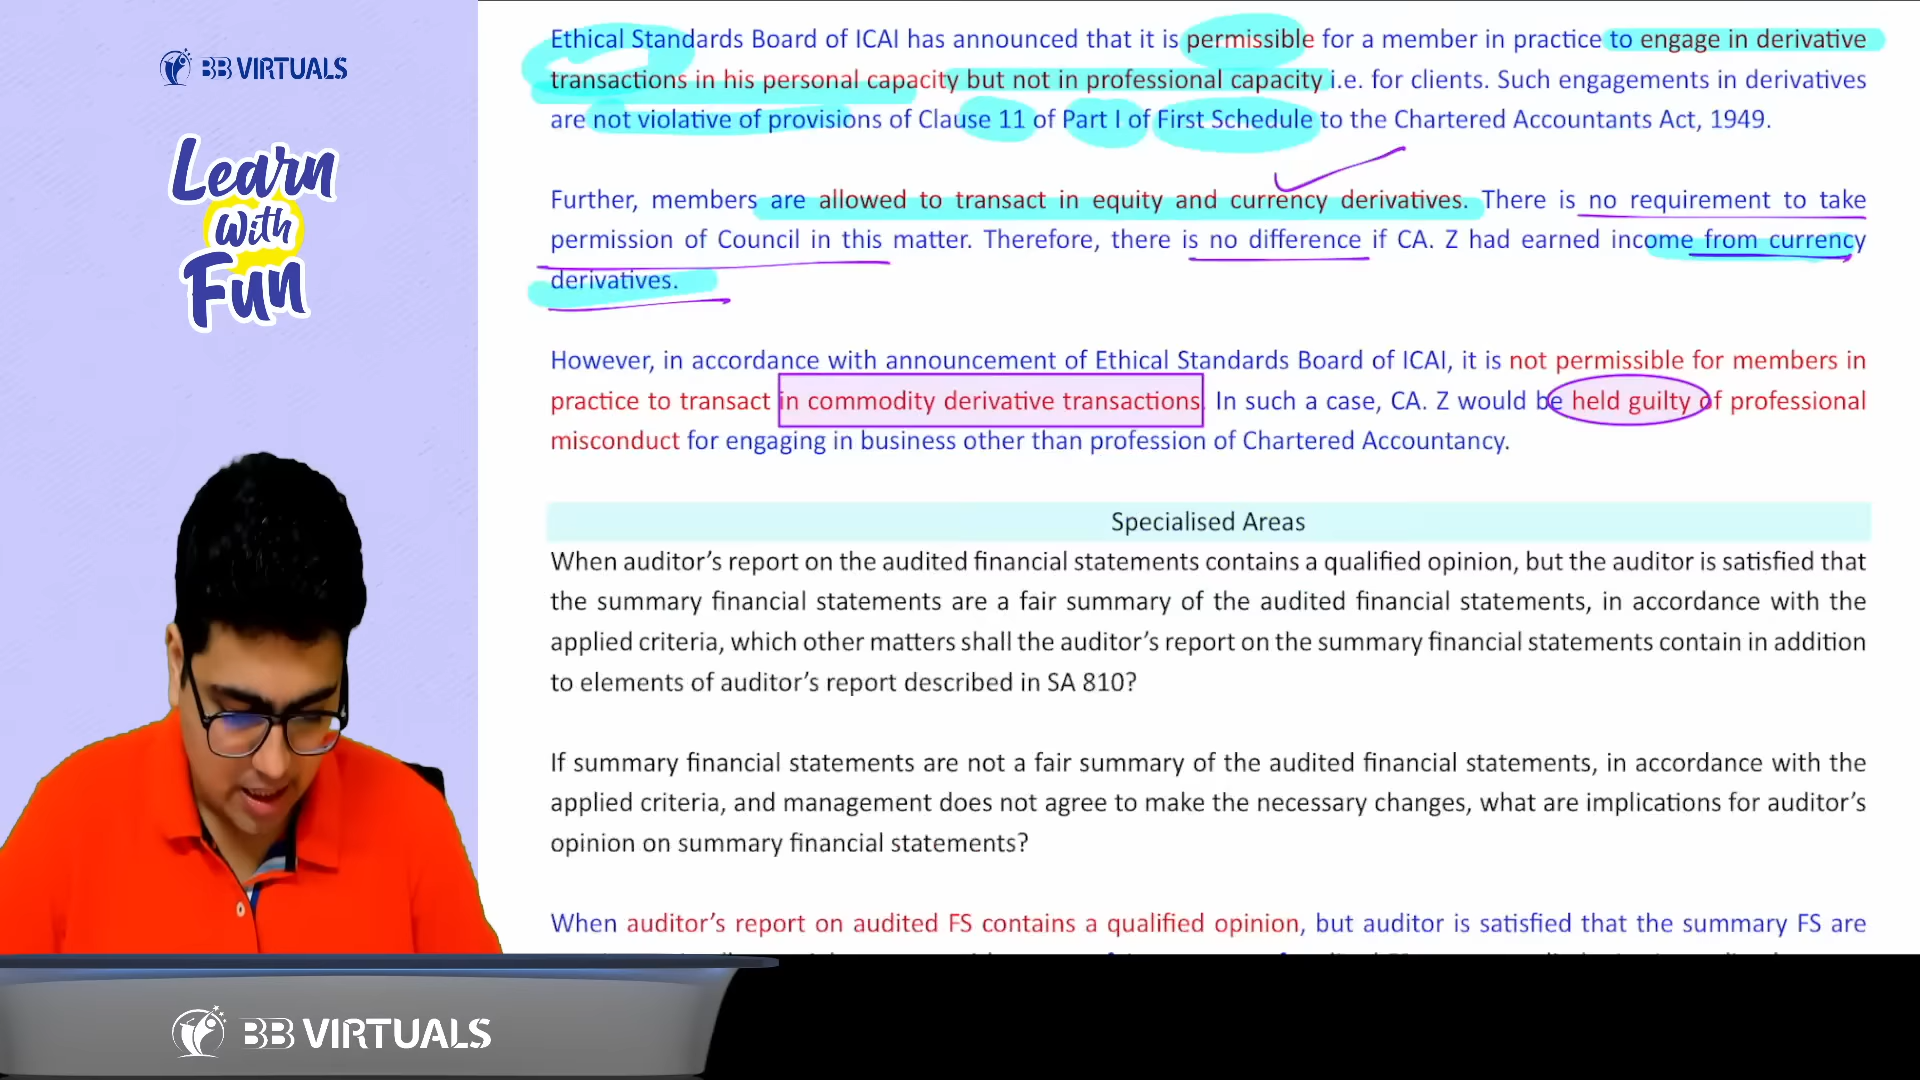 BB VIRTUALS
Learn
With
Fun
Ethical Standards Board of ICAI has announced that it is permissible for a member in practice to engage in derivative
transactions in his personal capacity but not in professional capacity i.e. for clients. Such engagements in derivatives
are not violative of provisions of Clause 11 of Part I of First Schedule to the Chartered Accountants Act, 1949.
Further, members are allowed to transact in equity and currency derivatives. There is no requirement to take
permission of Council in this matter. Therefore, there is no difference if CA. Z had earned income from currency
derivatives.
However, in accordance with announcement of Ethical Standards Board of ICAI, it is not permissible for members in
practice to transact in commodity derivative transactions. In such a case, CA. Z would be held guilty of professional
misconduct for engaging in business other than profession of Chartered Accountancy.
Specialised Areas
When auditor’s report on the audited financial statements contains a qualified opinion, but the auditor is satisfied that
the summary financial statements are a fair summary of the audited financial statements, in accordance with the
applied criteria, which other matters shall the auditor’s report on the summary financial statements contain in addition
to elements of auditor’s report described in SA 810?
If summary financial statements are not a fair summary of the audited financial statements, in accordance with the
applied criteria, and management does not agree to make the necessary changes, what are implications for auditor’s
opinion on summary financial statements?
When auditor’s report on audited FS contains a qualified opinion, but auditor is satisfied that the summary FS are
BB VIRTUALS